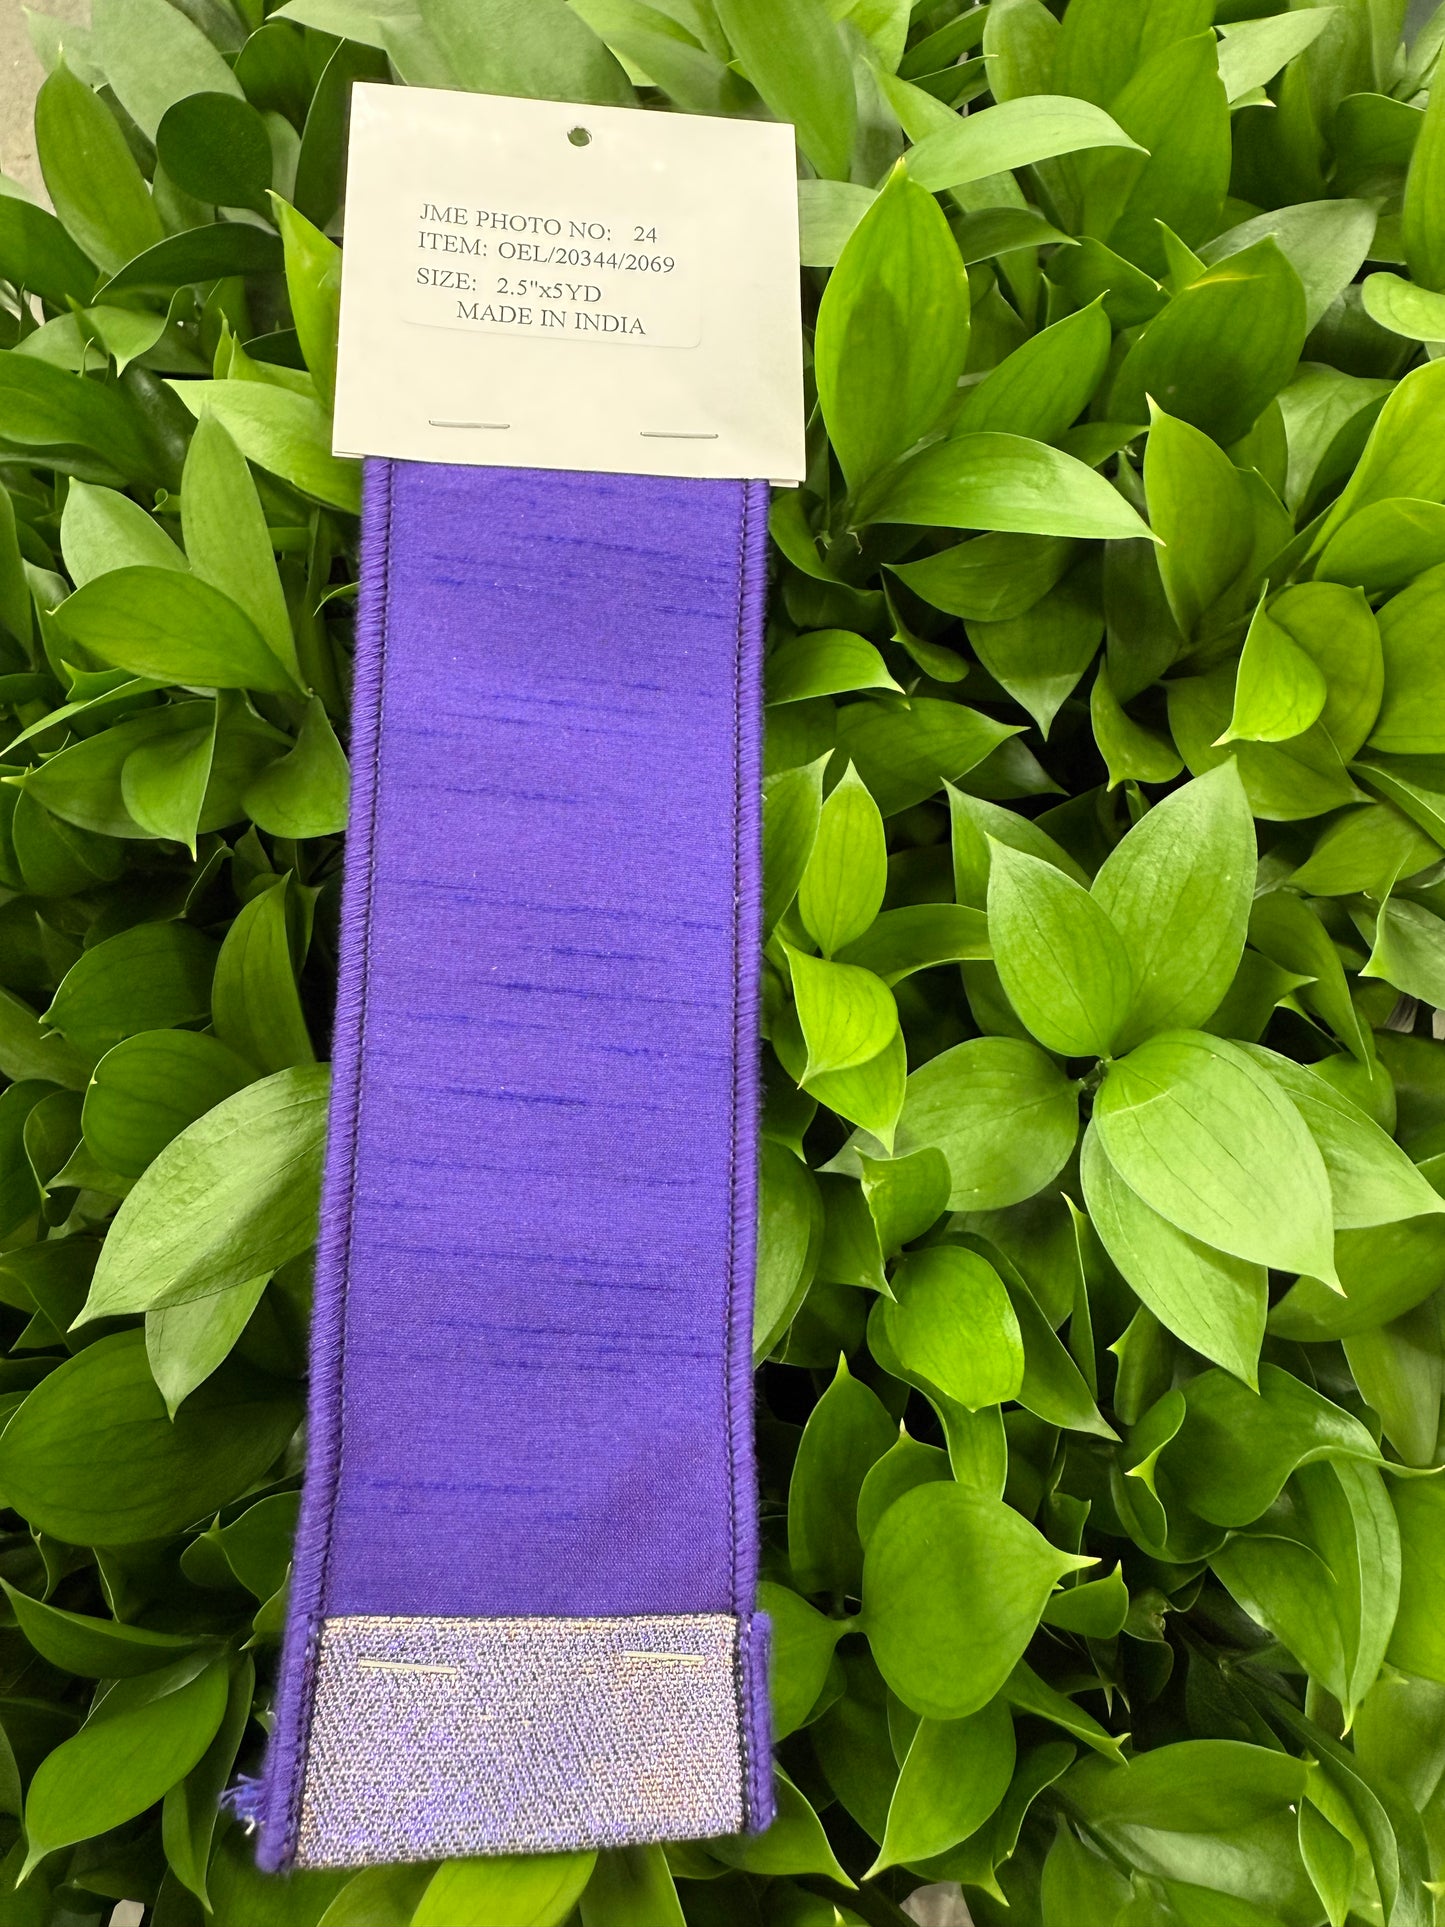 JME PHOTO NO: 24
ITEM: OEL/20344/2069
SIZE: 2.5"x5YD
MADE IN INDIA